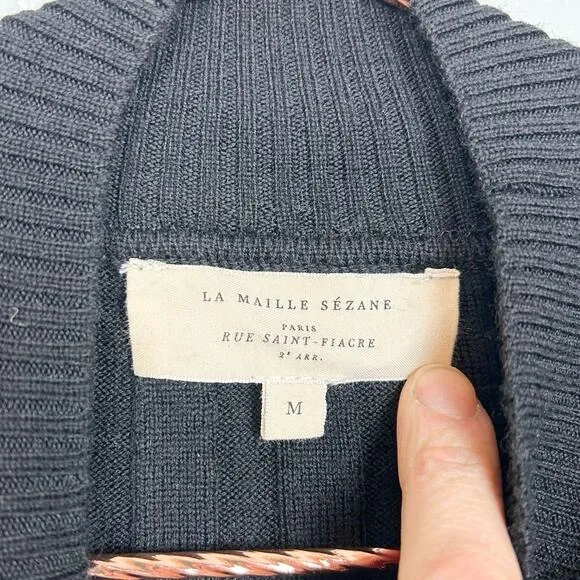 LA MAILLE SÉZANE
PARIS
RUE SAINT-FIACRE
2ᵉ ARR.
M